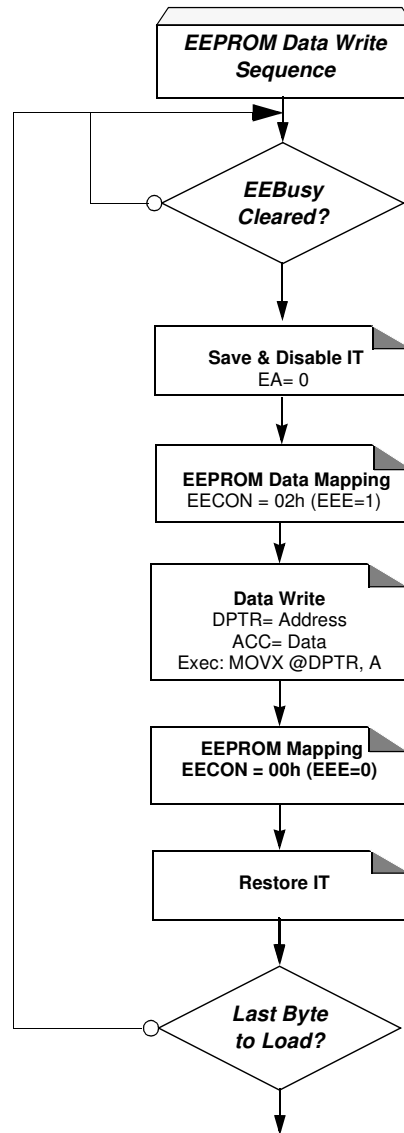 EEPROM Data Write
Sequence
EEBusy
Cleared?
Save & Disable IT
EA= 0
EEPROM Data Mapping
EECON = 02h (EEE=1)
Data Write
DPTR= Address
ACC= Data
Exec: MOVX @DPTR, A
EEPROM Mapping
EECON = 00h (EEE=0)
Restore IT
Last Byte
to Load?